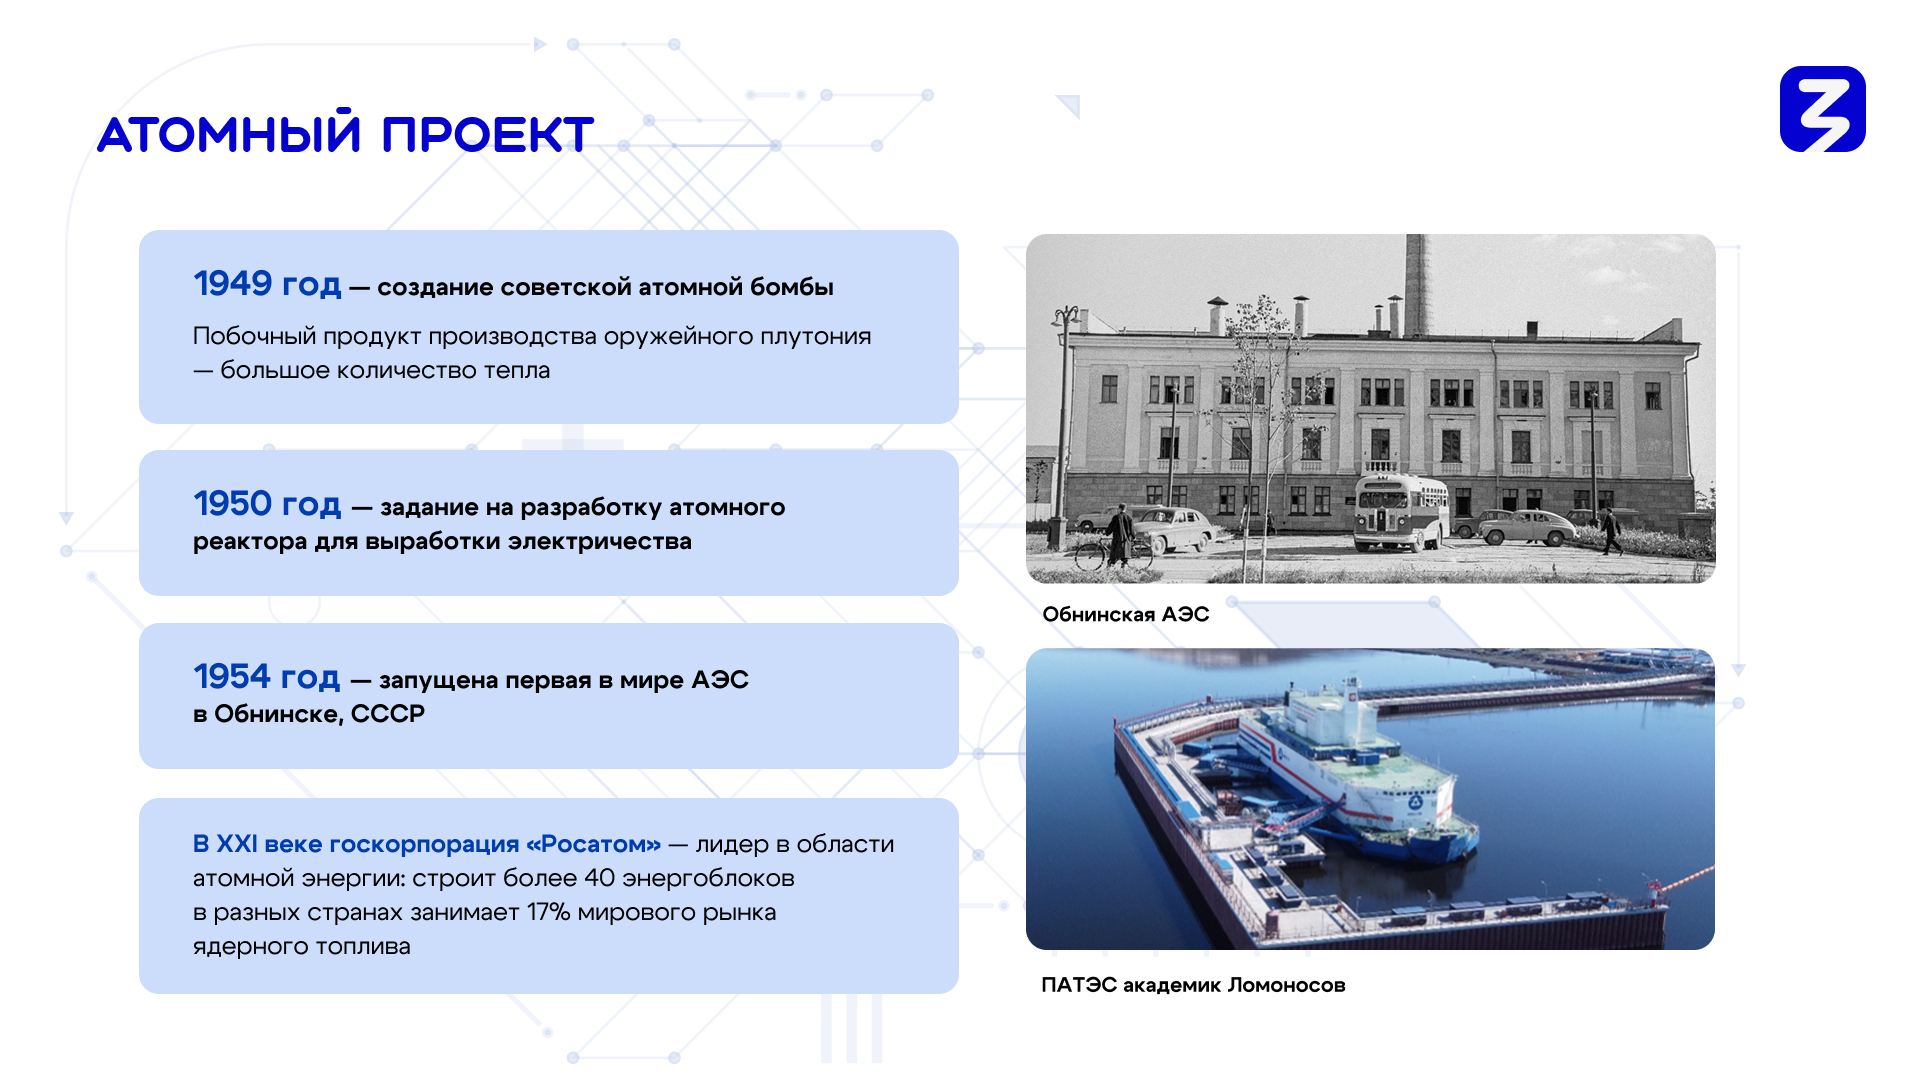 АТОМНЫЙ ПРОЕКТ
1949 год — создание советской атомной бомбы
Побочный продукт производства оружейного плутония
— большое количество тепла
1950 год — задание на разработку атомного
реактора для выработки электричества
1954 год — запущена первая в мире АЭС
в Обнинске, СССР
В XXI веке госкорпорация «Росатом» — лидер в области
атомной энергии: строит более 40 энергоблоков
в разных странах занимает 17% мирового рынка
ядерного топлива
Обнинская АЭС
ПАТЭС академик Ломоносов